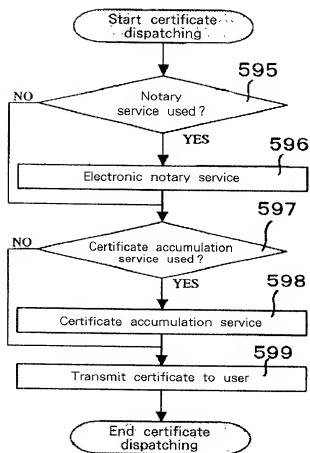 Start certificate
dispatching
595
NO
Notary
service used?
YES
596
Electronic notary service
597
NO
Certificate accumulation
service used?
YES
598
Certificate accumulation service
599
Transmit certificate to user
End certificate
dispatching